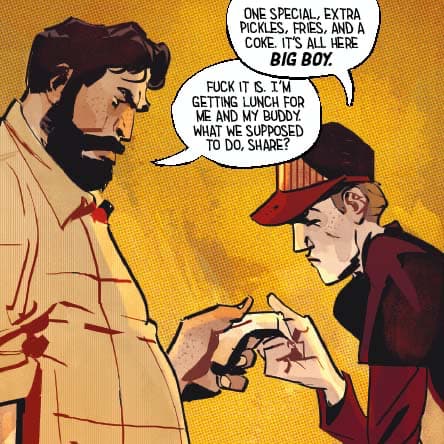 ONE SPECIAL, EXTRA
PICKLES, FRIES, AND A
COKE. IT'S ALL HERE
BIG BOY.
FUCK IT IS. I'M
GETTING LUNCH FOR
ME AND MY BUDDY.
WHAT WE SUPPOSED
TO DO, SHARE?